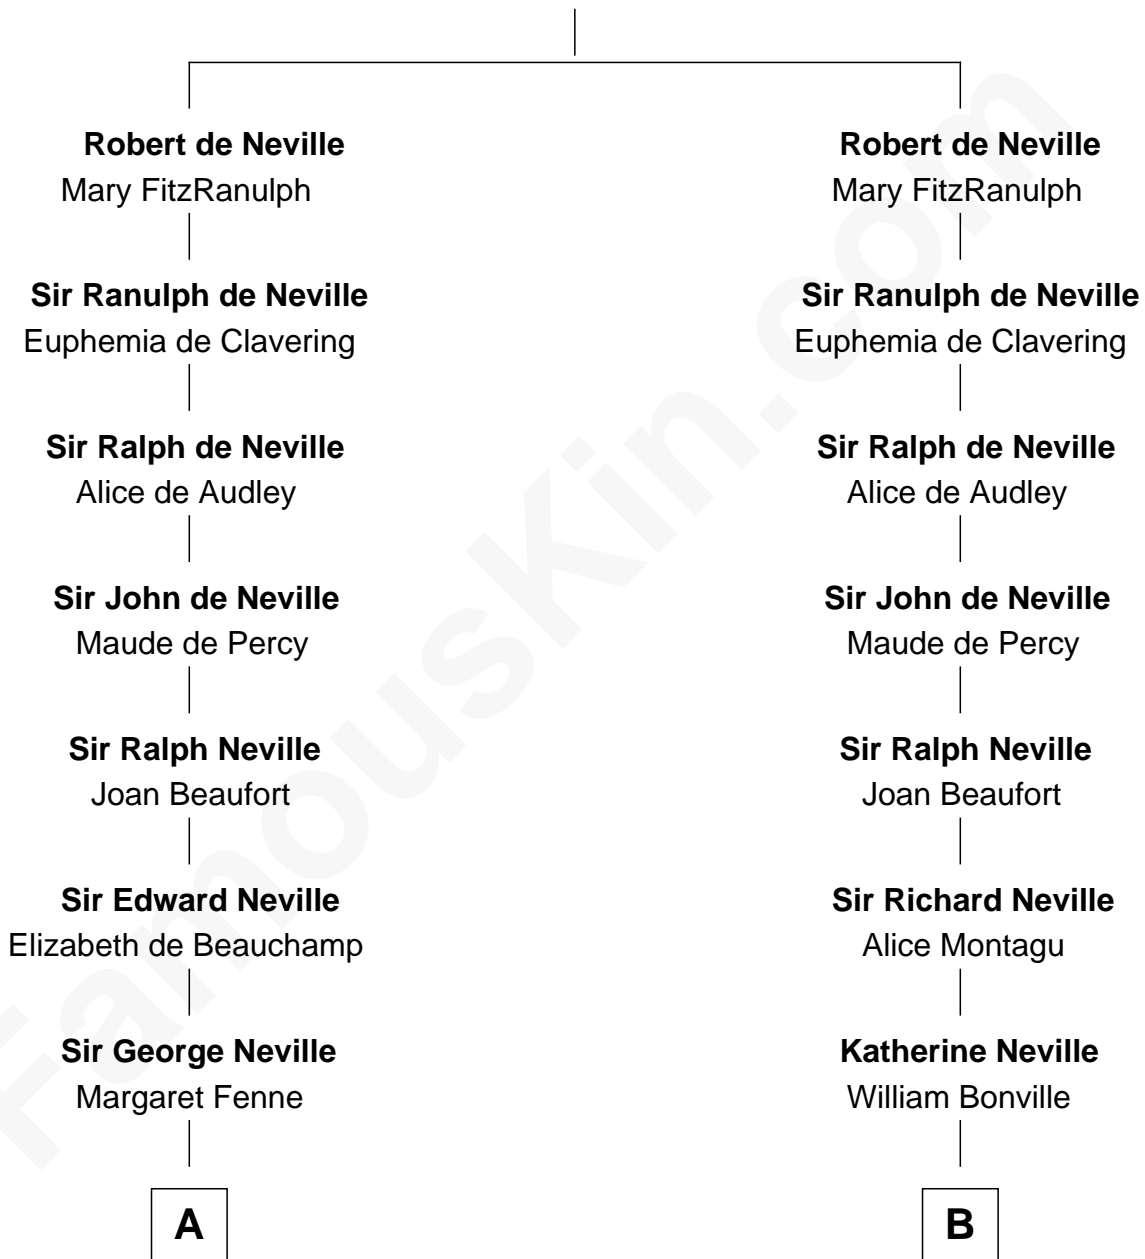 Robert de Neville
Mary FitzRanulph
Sir Ranulph de Neville
Euphemia de Clavering
Sir Ralph de Neville
Alice de Audley
Sir John de Neville
Maude de Percy
Sir Ralph Neville
Joan Beaufort
Sir Edward Neville
Elizabeth de Beauchamp
Sir George Neville
Margaret Fenne
A
Robert de Neville
Mary FitzRanulph
Sir Ranulph de Neville
Euphemia de Clavering
Sir Ralph de Neville
Alice de Audley
Sir John de Neville
Maude de Percy
Sir Ralph Neville
Joan Beaufort
Sir Richard Neville
Alice Montagu
Katherine Neville
William Bonville
B
FamousKin.com